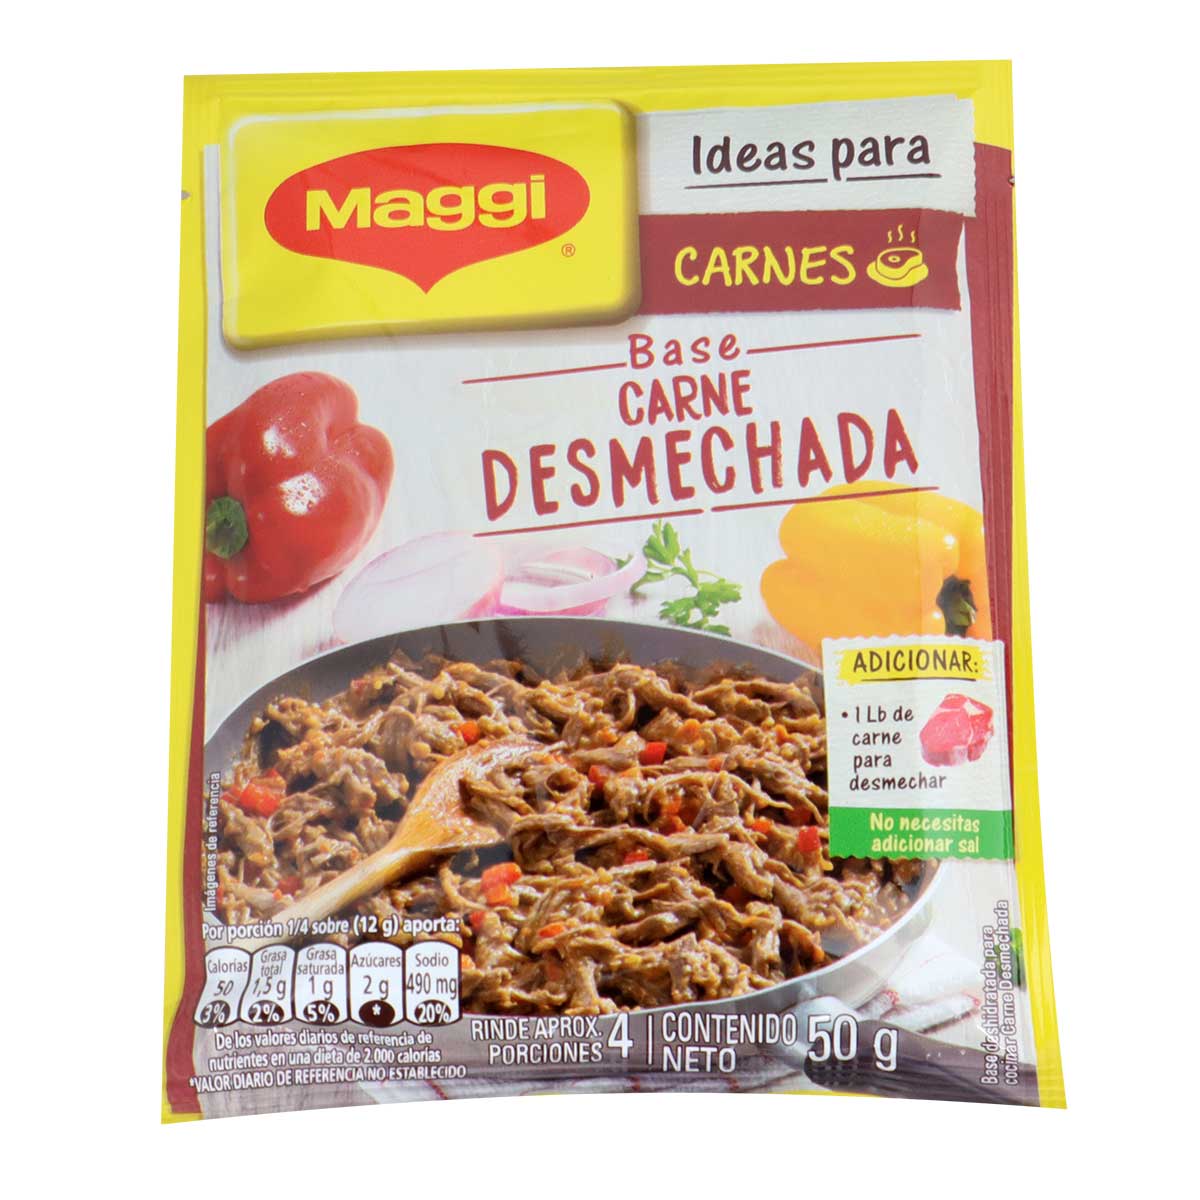 Maggi
®
Ideas para
CARNES
Base
CARNE
DESMECHADA
ADICIONAR:
• 1 Lb de
carne
para
desmechar
No necesitas
adicionar sal
Imágenes de referencia
Por porción 1/4 sobre (12 g) aporta:
Calorías
50
3%
Grasa
total
1,5 g
2%
Grasa
saturada
1 g
5%
Azúcares
2 g
*
Sodio
490 mg
20%
De los valores diarios de referencia de
nutrientes en una dieta de 2.000 calorías
*VALOR DIARIO DE REFERENCIA NO ESTABLECIDO
RINDE APROX.
PORCIONES 4
CONTENIDO
NETO 50 g
Base deshidratada para
cocinar Carne Desmechada